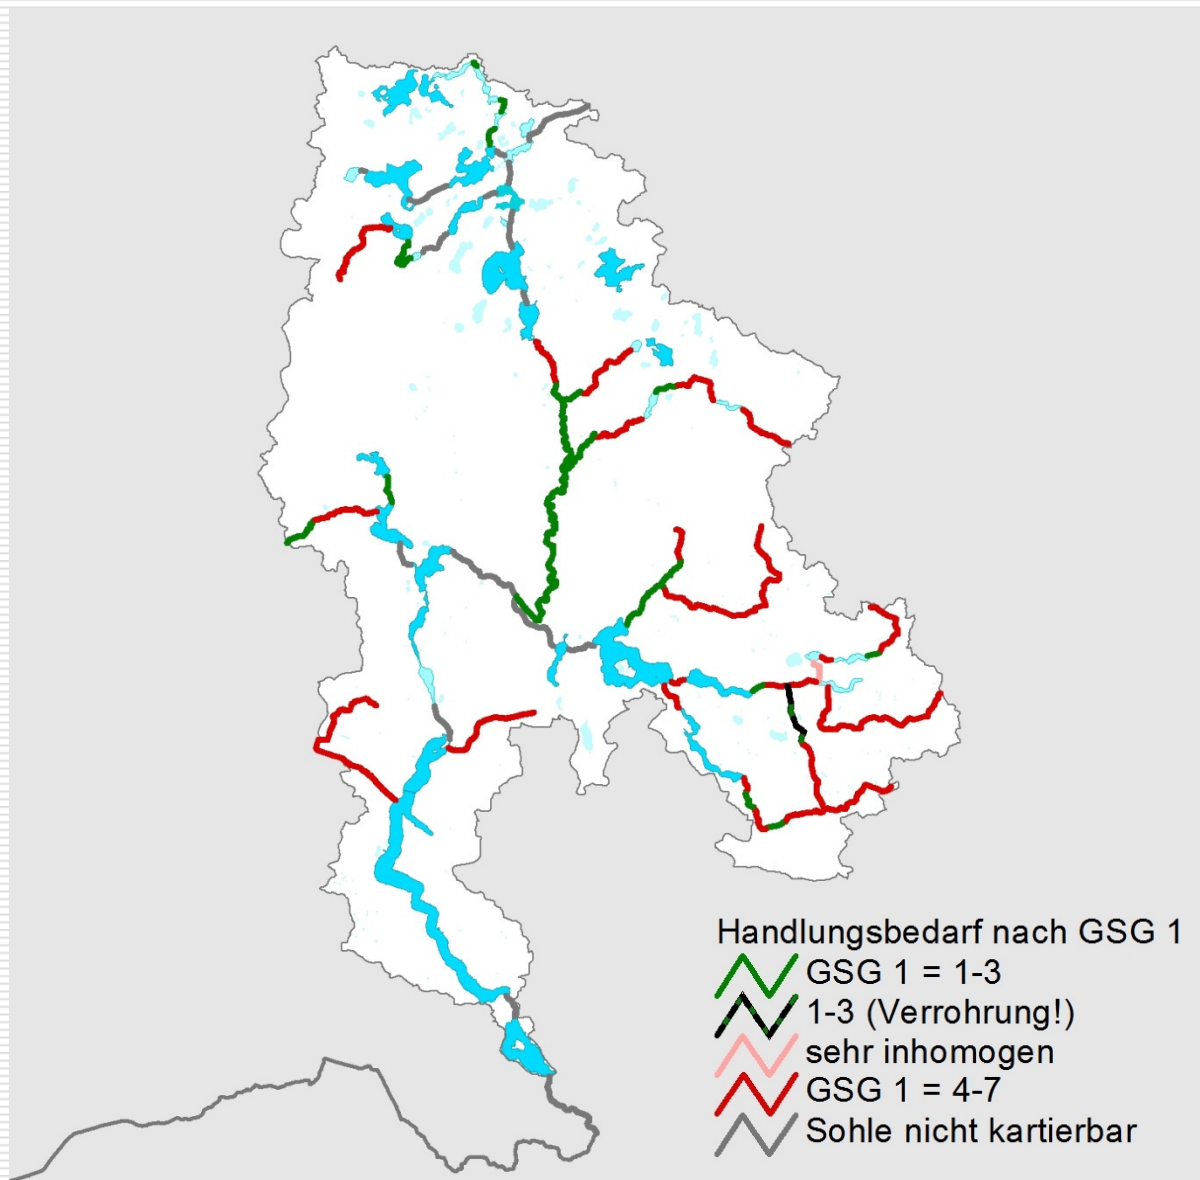 Handlungsbedarf nach GSG 1
GSG 1 = 1-3
1-3 (Verrohrung!)
sehr inhomogen
GSG 1 = 4-7
Sohle nicht kartierbar